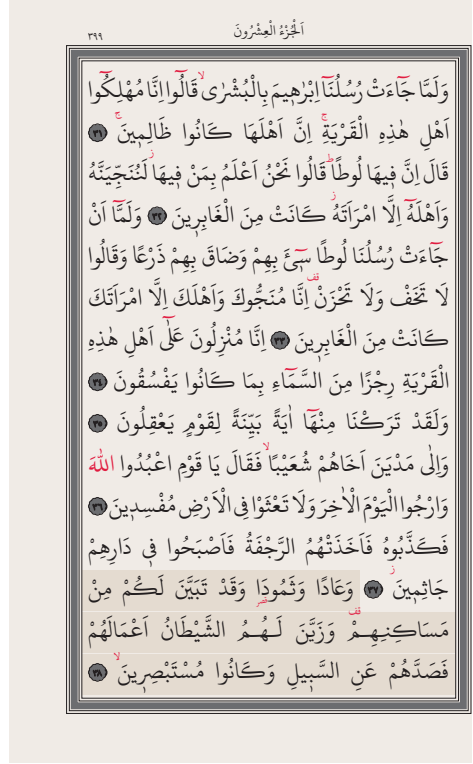 اَلْجُزْءُ الْعِشْرُونَ
٣٩٩
وَلَمَّا جَٓاءَتْ رُسُلُنَٓا اِبْرٰهٖيمَ بِالْبُشْرٰىۙ قَالُٓوا اِنَّا مُهْلِكُٓوا
اَهْلِ هٰذِهِ الْقَرْيَةِۚ اِنَّ اَهْلَهَا كَانُوا ظَالِمٖينَۚ ﴿٣١﴾
قَالَ اِنَّ فٖيهَا لُوطًاۜ قَالُوا نَحْنُ اَعْلَمُ بِمَنْ فٖيهَاۘ لَنُنَجِّيَنَّهُ
وَاَهْلَهُٓ اِلَّا امْرَاَتَهُۘ كَانَتْ مِنَ الْغَابِرٖينَ ﴿٣٢﴾ وَلَمَّٓا اَنْ
جَٓاءَتْ رُسُلُنَا لُوطًا سٖٓيءَ بِهِمْ وَضَاقَ بِهِمْ ذَرْعًا وَقَالُوا
لَا تَخَفْ وَلَا تَحْزَنْ۠ اِنَّا مُنَجُّوكَ وَاَهْلَكَ اِلَّا امْرَاَتَكَ
كَانَتْ مِنَ الْغَابِرٖينَ ﴿٣٣﴾ اِنَّا مُنْزِلُونَ عَلٰٓى اَهْلِ هٰذِهِ
الْقَرْيَةِ رِجْزًا مِنَ السَّمَٓاءِ بِمَا كَانُوا يَفْسُقُونَ ﴿٣٤﴾
وَلَقَدْ تَرَكْنَا مِنْهَٓا اٰيَةً بَيِّنَةً لِقَوْمٍ يَعْقِلُونَ ﴿٣٥﴾
وَاِلٰى مَدْيَنَ اَخَاهُمْ شُعَيْبًاۙ فَقَالَ يَا قَوْمِ اعْبُدُوا اللّٰهَ
وَارْجُوا الْيَوْمَ الْاٰخِرَ وَلَا تَعْثَوْا فِي الْاَرْضِ مُفْسِدٖينَ ﴿٣٦﴾
فَكَذَّبُوهُ فَاَخَذَتْهُمُ الرَّجْفَةُ فَاَصْبَحُوا فٖي دَارِهِمْ
جَاثِمٖينَۘ ﴿٣٧﴾ وَعَادًا وَثَمُودَا۬ وَقَدْ تَبَيَّنَ لَكُمْ مِنْ
مَسَاكِنِهِمْ۠ وَزَيَّنَ لَهُمُ الشَّيْطَانُ اَعْمَالَهُمْ
فَصَدَّهُمْ عَنِ السَّبٖيلِ وَكَانُوا مُسْتَبْصِرٖينَۙ ﴿٣٨﴾